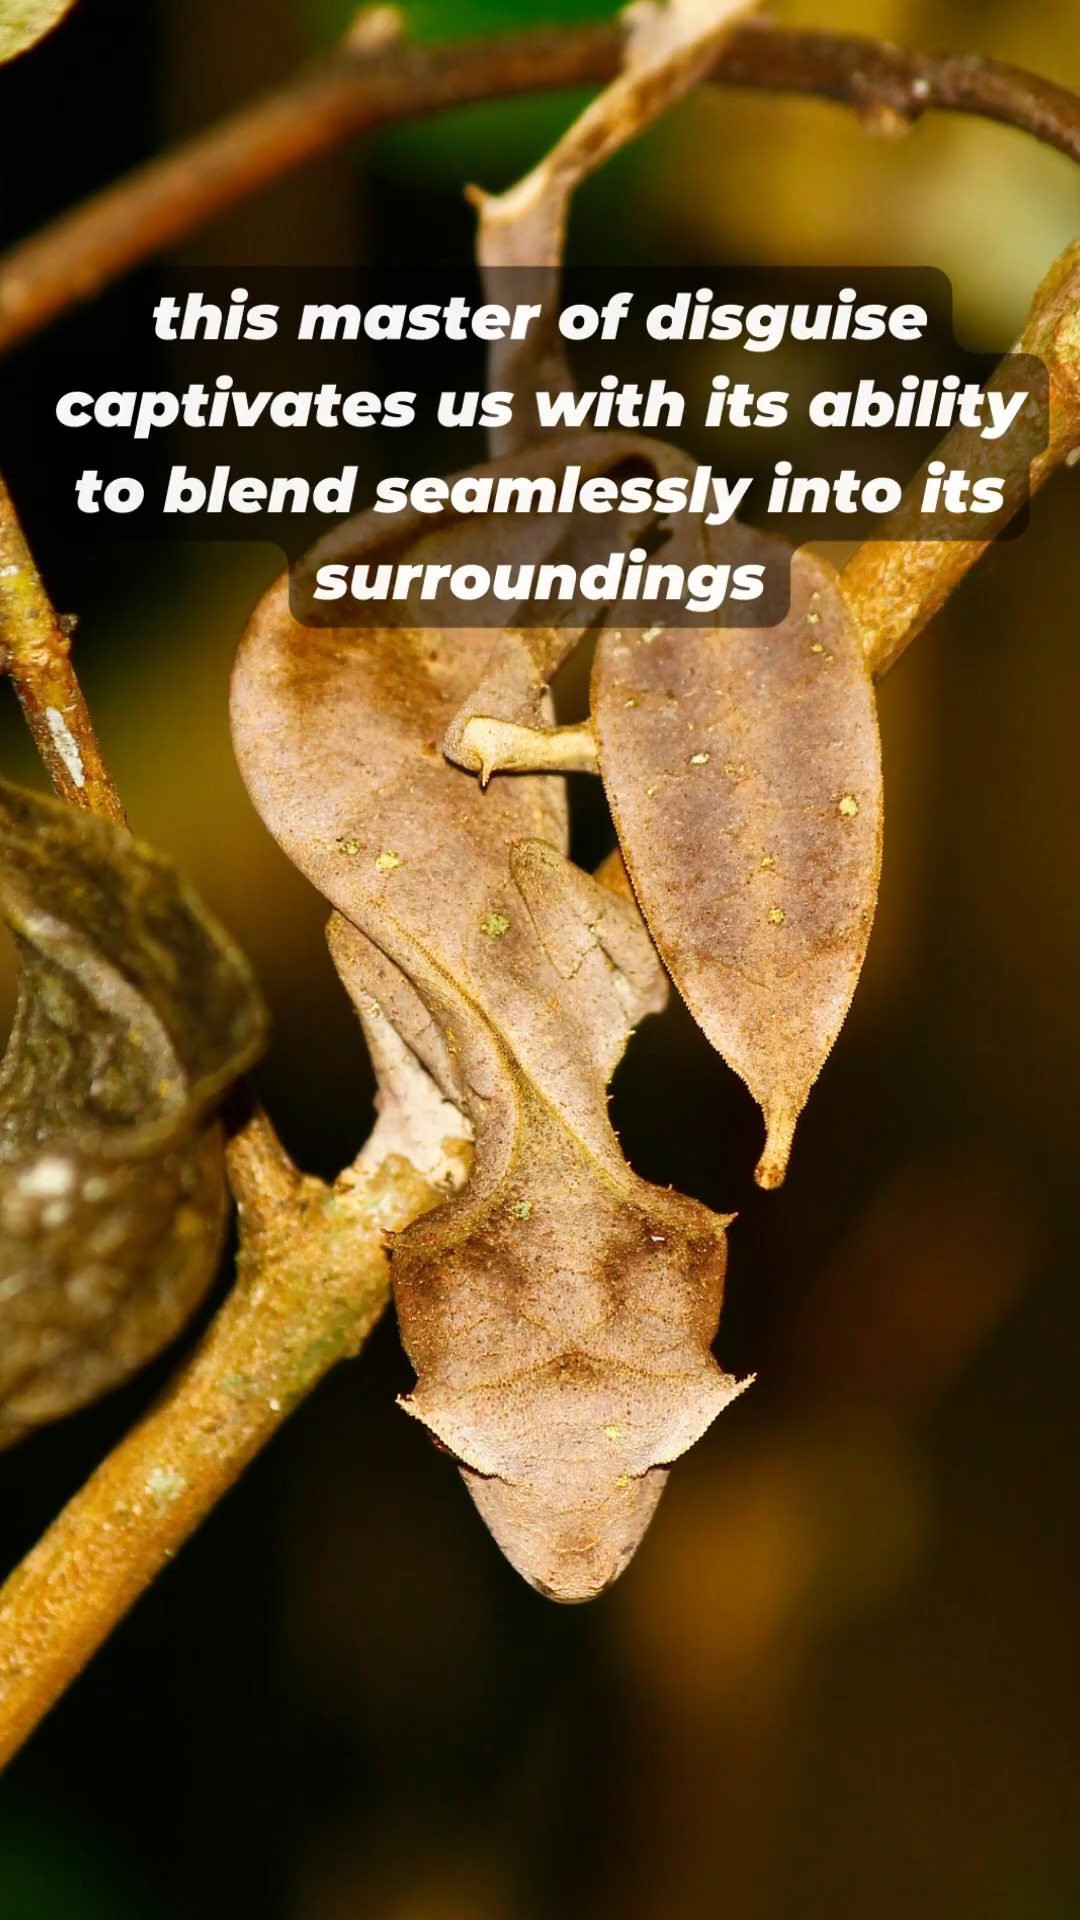 this master of disguise
captivates us with its ability
to blend seamlessly into its
surroundings